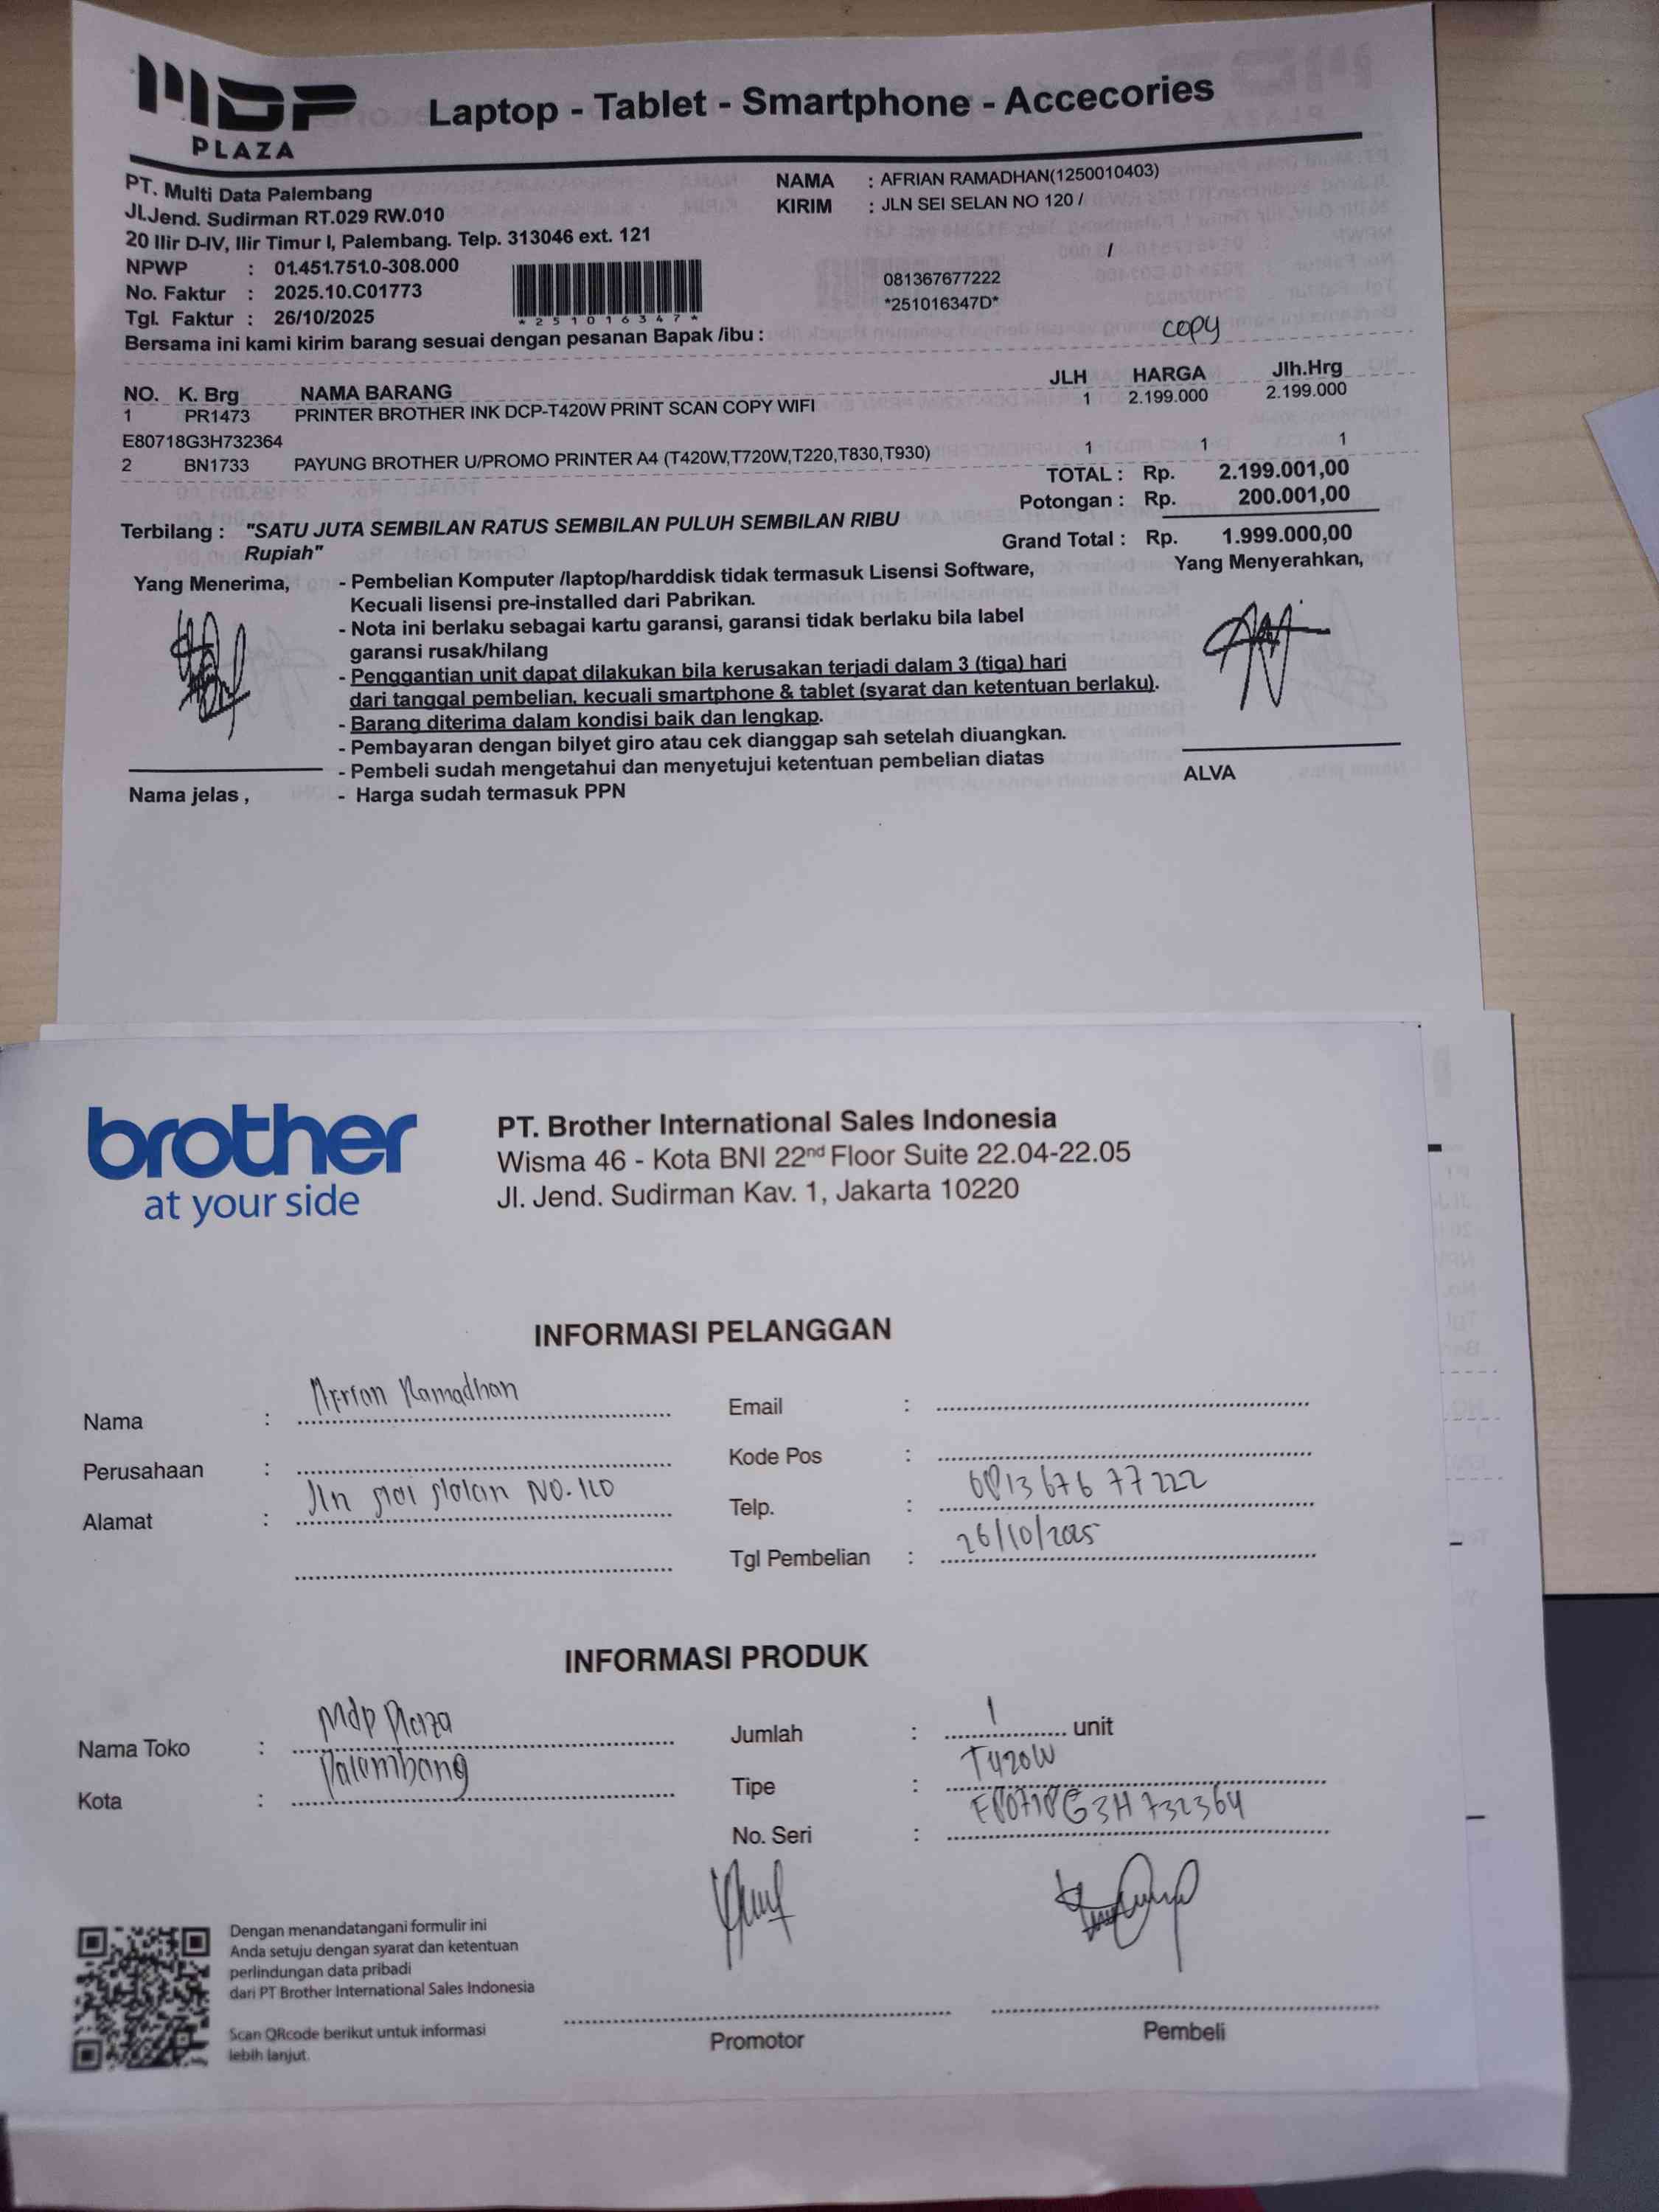 MDP
PLAZA
Laptop - Tablet - Smartphone - Accecories
PT. Multi Data Palembang
Jl.Jend. Sudirman RT.029 RW.010
20 Ilir D-IV, Ilir Timur I, Palembang. Telp. 313046 ext. 121
NPWP : 01.451.751.0-308.000
No. Faktur : 2025.10.C01773
Tgl. Faktur : 26/10/2025
*251016347*
NAMA : AFRIAN RAMADHAN(1250010403)
KIRIM : JLN SEI SELAN NO 120 /
/
081367677222
*251016347D*
Bersama ini kami kirim barang sesuai dengan pesanan Bapak /ibu :
copy
NO. K. Brg NAMA BARANG JLH HARGA Jlh.Hrg
1 PR1473 PRINTER BROTHER INK DCP-T420W PRINT SCAN COPY WIFI 1 2.199.000 2.199.000
E80718G3H732364
2 BN1733 PAYUNG BROTHER U/PROMO PRINTER A4 (T420W,T720W,T220,T830,T930) 1 1 1
TOTAL : Rp. 2.199.001,00
Potongan : Rp. 200.001,00
Terbilang : "SATU JUTA SEMBILAN RATUS SEMBILAN PULUH SEMBILAN RIBU
Rupiah"
Grand Total : Rp. 1.999.000,00
Yang Menerima,
Yang Menyerahkan,
- Pembelian Komputer /laptop/harddisk tidak termasuk Lisensi Software,
Kecuali lisensi pre-installed dari Pabrikan.
- Nota ini berlaku sebagai kartu garansi, garansi tidak berlaku bila label
garansi rusak/hilang
- Penggantian unit dapat dilakukan bila kerusakan terjadi dalam 3 (tiga) hari
dari tanggal pembelian, kecuali smartphone & tablet (syarat dan ketentuan berlaku).
- Barang diterima dalam kondisi baik dan lengkap.
- Pembayaran dengan bilyet giro atau cek dianggap sah setelah diuangkan.
- Pembeli sudah mengetahui dan menyetujui ketentuan pembelian diatas
- Harga sudah termasuk PPN
Nama jelas ,
ALVA
brother
at your side
PT. Brother International Sales Indonesia
Wisma 46 - Kota BNI 22nd Floor Suite 22.04-22.05
Jl. Jend. Sudirman Kav. 1, Jakarta 10220
INFORMASI PELANGGAN
Nama : Afrian Ramadhan
Perusahaan :
Alamat : Jln sei selan NO. 120
Email :
Kode Pos :
Telp. : 0813 676 77 222
Tgl Pembelian : 26/10/2025
INFORMASI PRODUK
Nama Toko : Mdp Plaza
Kota : Palembang
Jumlah : 1 unit
Tipe : T420W
No. Seri : E80718G3H732364
Dengan menandatangani formulir ini
Anda setuju dengan syarat dan ketentuan
perlindungan data pribadi
dari PT Brother International Sales Indonesia
Scan QRcode berikut untuk informasi
lebih lanjut.
Promotor
Pembeli